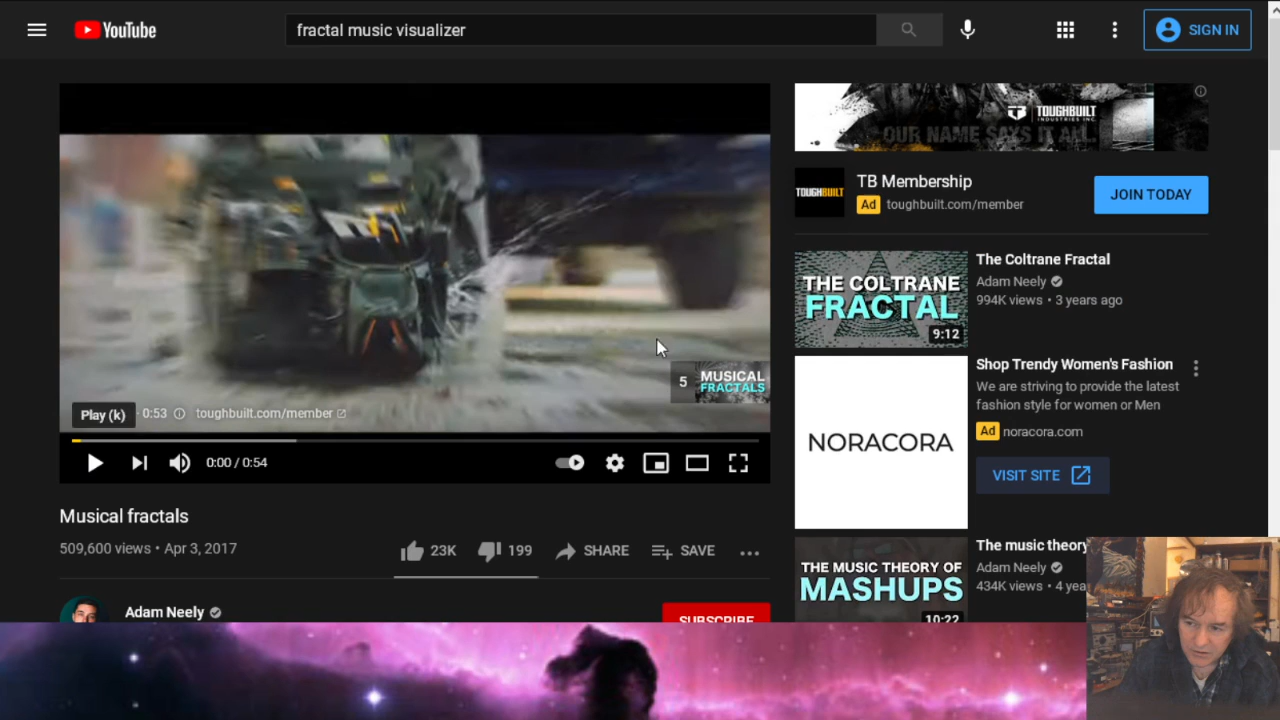 YouTube
fractal music visualizer
SIGN IN
TOUGHBUILT
INDUSTRIES INC.
OUR NAME SAYS IT ALL.
TOUGHBUILT
TB Membership
Ad toughbuilt.com/member
JOIN TODAY
THE COLTRANE
FRACTAL
9:12
The Coltrane Fractal
Adam Neely
994K views • 3 years ago
5 MUSICAL
FRACTALS
Play (k) · 0:53 toughbuilt.com/member
0:00 / 0:54
NORACORA
Shop Trendy Women's Fashion
We are striving to provide the latest
fashion style for women or Men
Ad noracora.com
VISIT SITE
Musical fractals
509,600 views • Apr 3, 2017
23K 199 SHARE SAVE
THE MUSIC THEORY OF
MASHUPS
10:22
The music theory
Adam Neely
434K views • 4 yea
Adam Neely
SUBSCRIBE